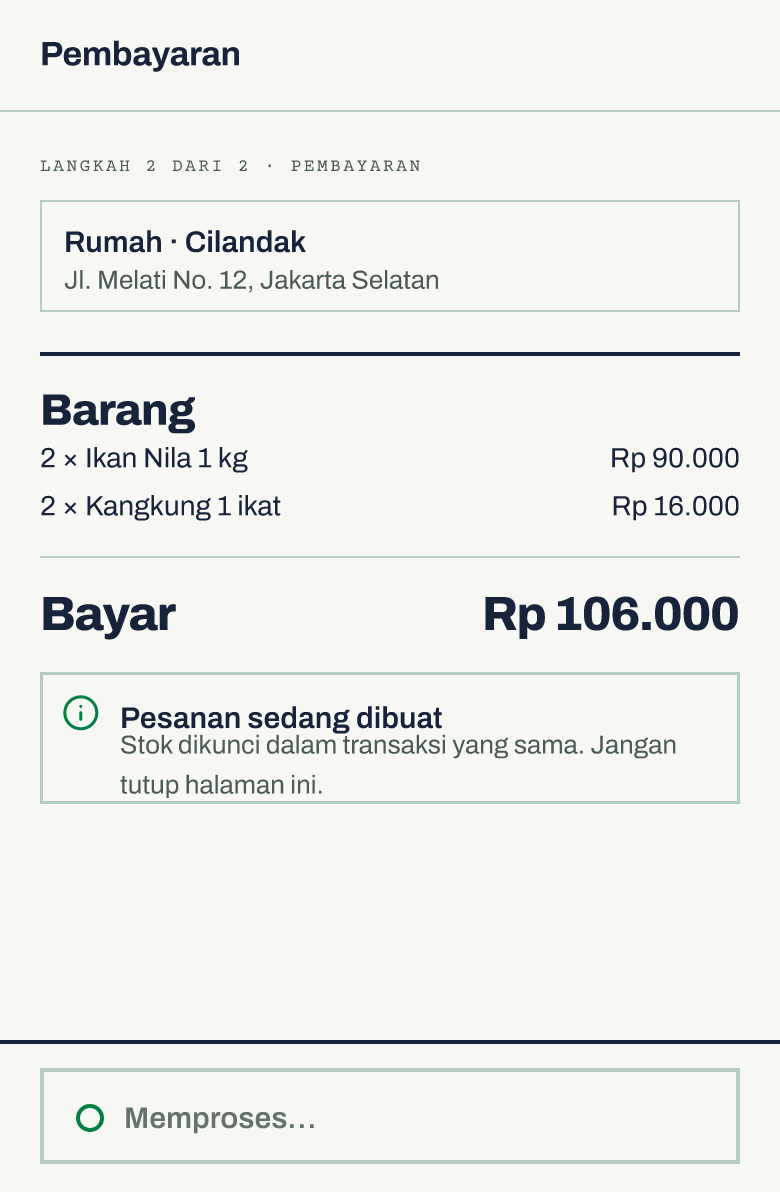 Pembayaran
LANGKAH 2 DARI 2 · PEMBAYARAN
Rumah · Cilandak
Jl. Melati No. 12, Jakarta Selatan
Barang
2 × Ikan Nila 1 kg Rp 90.000
2 × Kangkung 1 ikat Rp 16.000
Bayar Rp 106.000
Pesanan sedang dibuat
Stok dikunci dalam transaksi yang sama. Jangan
tutup halaman ini.
Memproses...